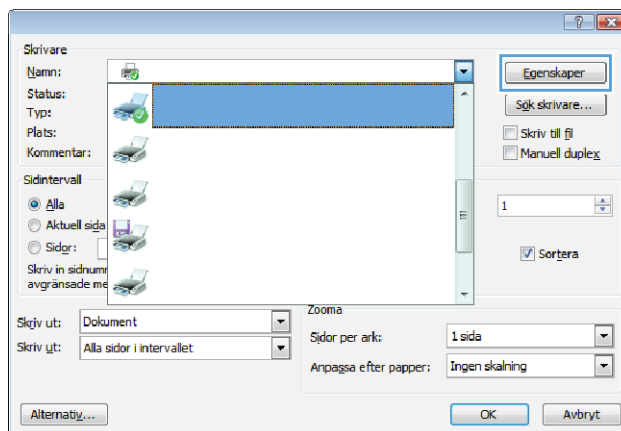 Skrivare
Namn:
Egenskaper
Status:
Sök skrivare...
Typ:
Plats:
Skriv till fil
Kommentar:
Manuell duplex
Sidintervall
Alla
1
Aktuell sida
Sidor:
Sortera
Skriv in sidnumr
avgränsade me
Zooma
Skriv ut: Dokument
Sidor per ark: 1 sida
Skriv ut: Alla sidor i intervallet
Anpassa efter papper: Ingen skalning
Alternativ...
OK
Avbryt